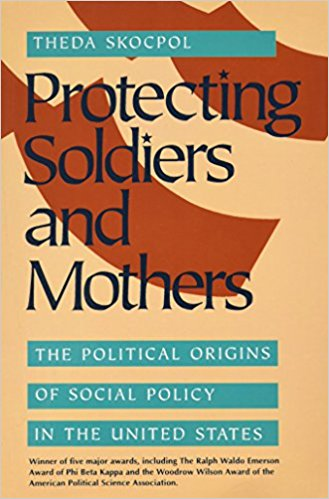 THEDA SKOCPOL
Protecting
Soldiers
and
Mothers
THE POLITICAL ORIGINS
OF SOCIAL POLICY
IN THE UNITED STATES
Winner of five major awards, including The Ralph Waldo Emerson
Award of Phi Beta Kappa and the Woodrow Wilson Award of the
American Political Science Association.